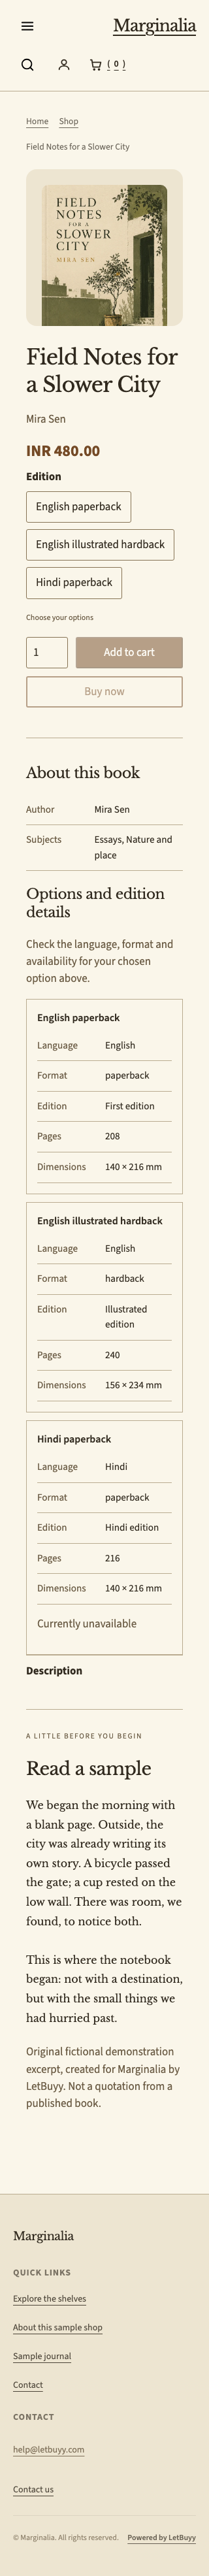 Marginalia
( 0 )
Home Shop
Field Notes for a Slower City
FIELD
NOTES
FOR A
SLOWER
CITY
MIRA SEN
Field Notes for
a Slower City
Mira Sen
INR 480.00
Edition
English paperback
English illustrated hardback
Hindi paperback
Choose your options
1 Add to cart
Buy now
About this book
Author Mira Sen
Subjects Essays, Nature and
place
Options and edition
details
Check the language, format and
availability for your chosen
option above.
English paperback
Language English
Format paperback
Edition First edition
Pages 208
Dimensions 140 × 216 mm
English illustrated hardback
Language English
Format hardback
Edition Illustrated
edition
Pages 240
Dimensions 156 × 234 mm
Hindi paperback
Language Hindi
Format paperback
Edition Hindi edition
Pages 216
Dimensions 140 × 216 mm
Currently unavailable
Description
A LITTLE BEFORE YOU BEGIN
Read a sample
We began the morning with
a blank page. Outside, the
city was already writing its
own story. A bicycle passed
the gate; a cup rested on the
low wall. There was room, we
found, to notice both.
This is where the notebook
began: not with a destination,
but with the small things we
had hurried past.
Original fictional demonstration
excerpt, created for Marginalia by
LetBuyy. Not a quotation from a
published book.
Marginalia
QUICK LINKS
Explore the shelves
About this sample shop
Sample journal
Contact
CONTACT
help@letbuyy.com
Contact us
© Marginalia. All rights reserved. Powered by LetBuyy